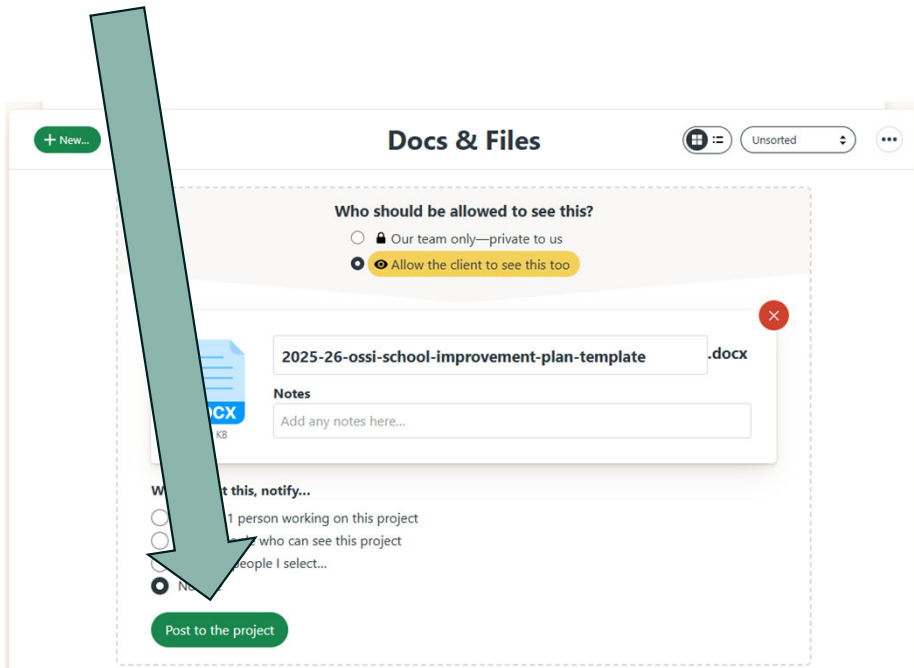 + New...
Docs & Files
Unsorted
Who should be allowed to see this?
Our team only—private to us
Allow the client to see this too
2025-26-ossi-school-improvement-plan-template .docx
Notes
Add any notes here...
KB
t this, notify...
1 person working on this project
who can see this project
people I select...
Post to the project